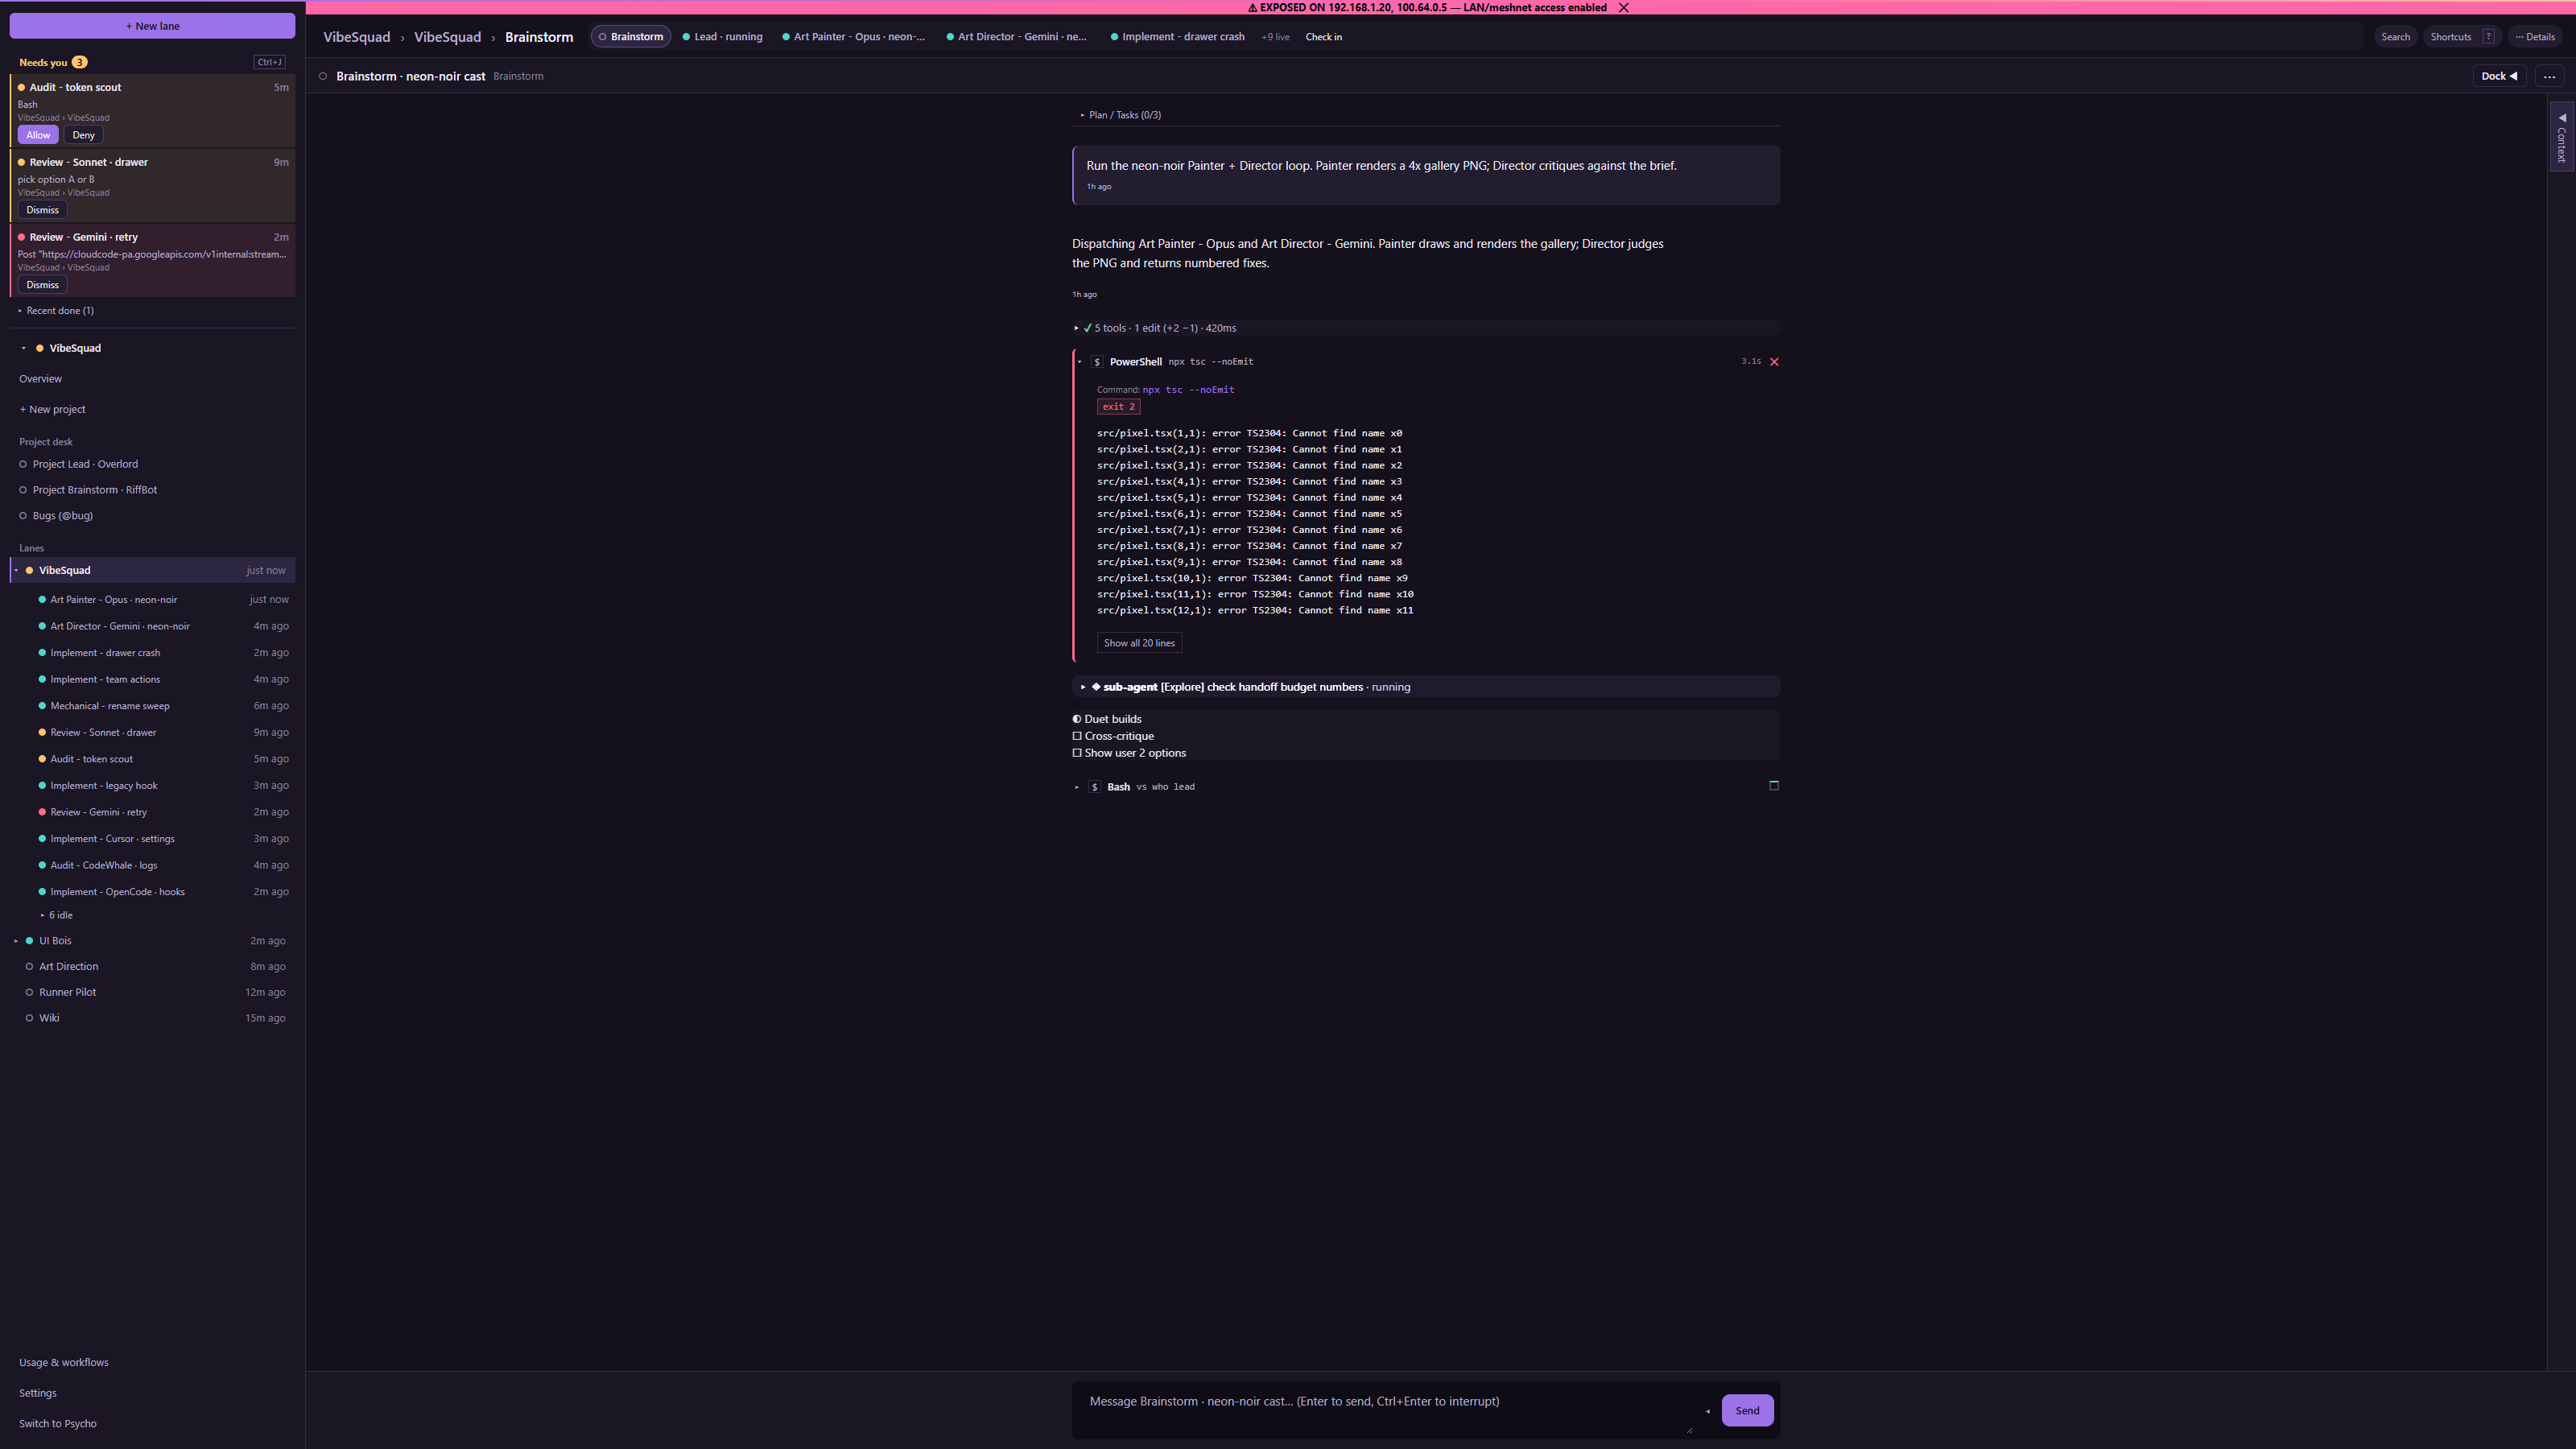 + New lane
Needs you 3 Ctrl+J
Audit - token scout 5m
Bash
VibeSquad › VibeSquad
Allow Deny
Review - Sonnet · drawer 9m
pick option A or B
VibeSquad › VibeSquad
Dismiss
Review - Gemini · retry 2m
Post "https://cloudcode-pa.googleapis.com/v1internal:stream...
VibeSquad › VibeSquad
Dismiss
Recent done (1)
VibeSquad
Overview
+ New project
Project desk
Project Lead · Overlord
Project Brainstorm · RiffBot
Bugs (@bug)
Lanes
VibeSquad just now
Art Painter - Opus · neon-noir just now
Art Director - Gemini · neon-noir 4m ago
Implement - drawer crash 2m ago
Implement - team actions 4m ago
Mechanical - rename sweep 6m ago
Review - Sonnet · drawer 9m ago
Audit - token scout 5m ago
Implement - legacy hook 3m ago
Review - Gemini · retry 2m ago
Implement - Cursor · settings 3m ago
Audit - CodeWhale · logs 4m ago
Implement - OpenCode · hooks 2m ago
6 idle
UI Bois 2m ago
Art Direction 8m ago
Runner Pilot 12m ago
Wiki 15m ago
Usage & workflows
Settings
Switch to Psycho
⚠ EXPOSED ON 192.168.1.20, 100.64.0.5 — LAN/meshnet access enabled
VibeSquad › VibeSquad › Brainstorm Brainstorm Lead · running Art Painter - Opus · neon-... Art Director - Gemini · ne... Implement - drawer crash +9 live Check in Search Shortcuts ? ··· Details
Brainstorm · neon-noir cast Brainstorm Dock ◀ ...
◀ Context
Plan / Tasks (0/3)
Run the neon-noir Painter + Director loop. Painter renders a 4x gallery PNG; Director critiques against the brief.
1h ago
Dispatching Art Painter - Opus and Art Director - Gemini. Painter draws and renders the gallery; Director judges
the PNG and returns numbered fixes.
1h ago
✓ 5 tools · 1 edit (+2 −1) · 420ms
$ PowerShell npx tsc --noEmit 3.1s
Command: npx tsc --noEmit
exit 2
src/pixel.tsx(1,1): error TS2304: Cannot find name x0
src/pixel.tsx(2,1): error TS2304: Cannot find name x1
src/pixel.tsx(3,1): error TS2304: Cannot find name x2
src/pixel.tsx(4,1): error TS2304: Cannot find name x3
src/pixel.tsx(5,1): error TS2304: Cannot find name x4
src/pixel.tsx(6,1): error TS2304: Cannot find name x5
src/pixel.tsx(7,1): error TS2304: Cannot find name x6
src/pixel.tsx(8,1): error TS2304: Cannot find name x7
src/pixel.tsx(9,1): error TS2304: Cannot find name x8
src/pixel.tsx(10,1): error TS2304: Cannot find name x9
src/pixel.tsx(11,1): error TS2304: Cannot find name x10
src/pixel.tsx(12,1): error TS2304: Cannot find name x11
Show all 20 lines
❖ sub-agent [Explore] check handoff budget numbers · running
◐ Duet builds
☐ Cross-critique
☐ Show user 2 options
$ Bash vs who lead
Message Brainstorm · neon-noir cast... (Enter to send, Ctrl+Enter to interrupt) Send